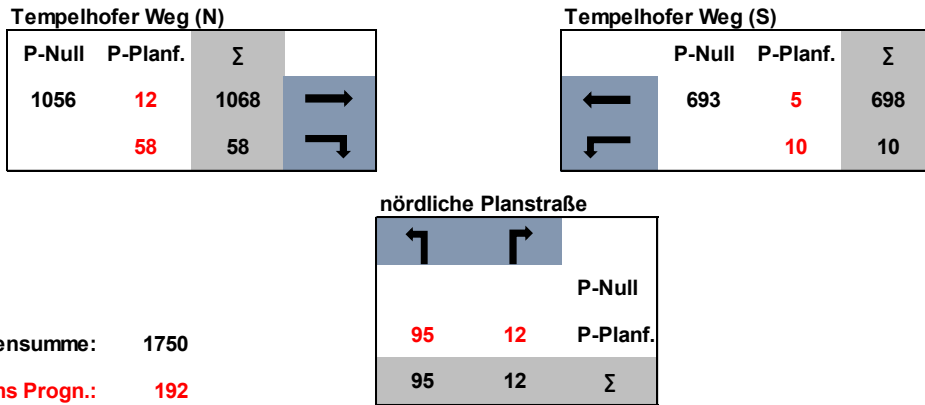 Tempelhofer Weg (N)
P-Null P-Planf. Σ
1056 12 1068
58 58
Tempelhofer Weg (S)
P-Null P-Planf. Σ
693 5 698
10 10
nördliche Planstraße
P-Null
95 12 P-Planf.
95 12 Σ
ensumme: 1750
ns Progn.: 192